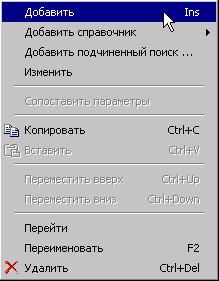 Добавить Ins
Добавить справочник
Добавить подчиненный поиск ...
Изменить
Сопоставить параметры
Копировать Ctrl+C
Вставить Ctrl+V
Переместить вверх Ctrl+Up
Переместить вниз Ctrl+Down
Перейти
Переименовать F2
Удалить Ctrl+Del